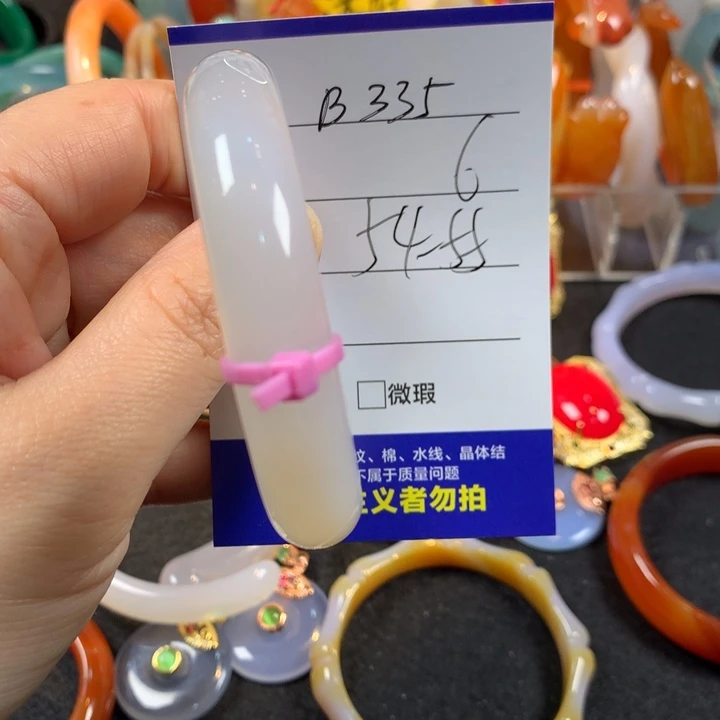 B 335
6
54-55
微瑕
纹、棉、水线、晶体结
不属于质量问题
主义者勿拍